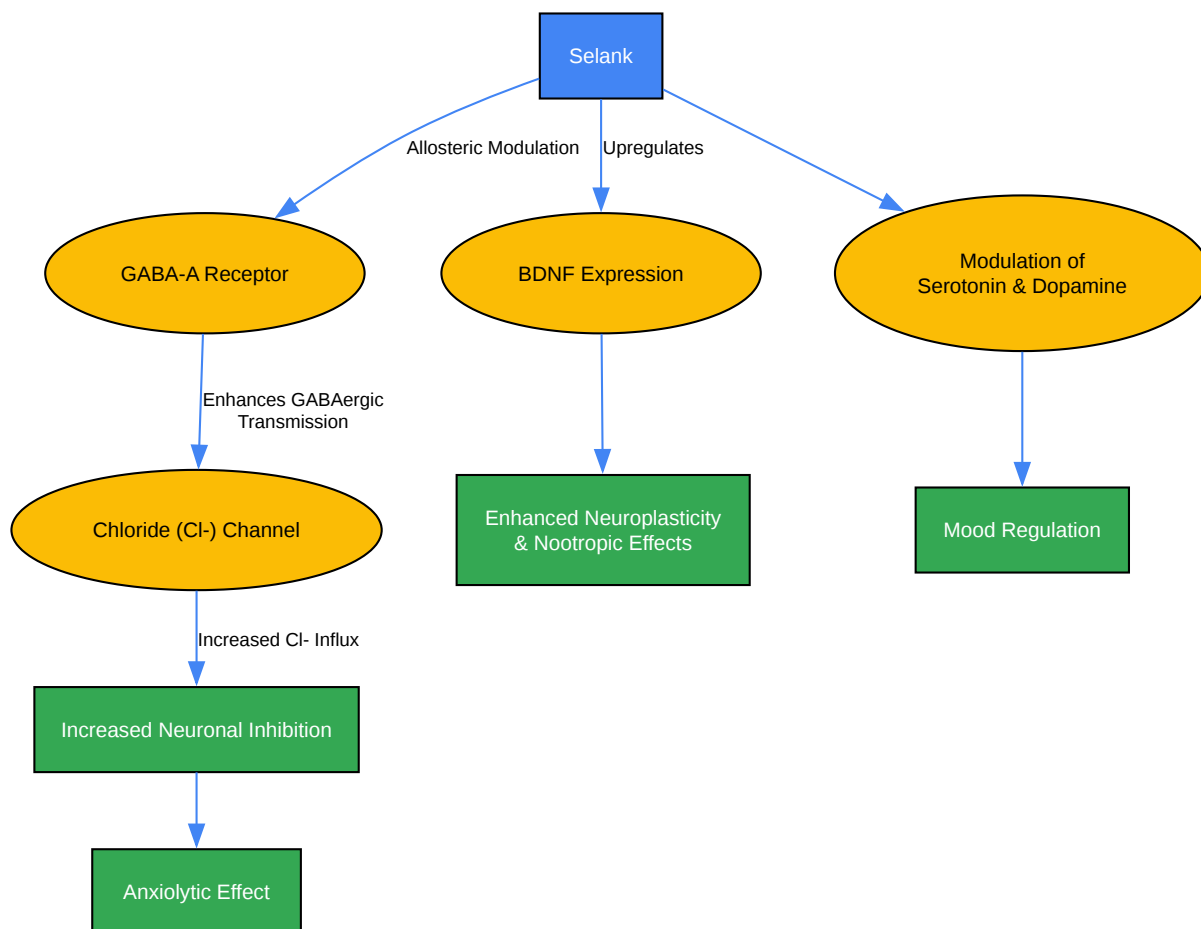 Selank
Allosteric Modulation
Upregulates
GABA-A Receptor
BDNF Expression
Modulation of
Serotonin & Dopamine
Enhances GABAergic
Transmission
Chloride (Cl-) Channel
Enhanced Neuroplasticity
& Nootropic Effects
Mood Regulation
Increased Cl- Influx
Increased Neuronal Inhibition
Anxiolytic Effect